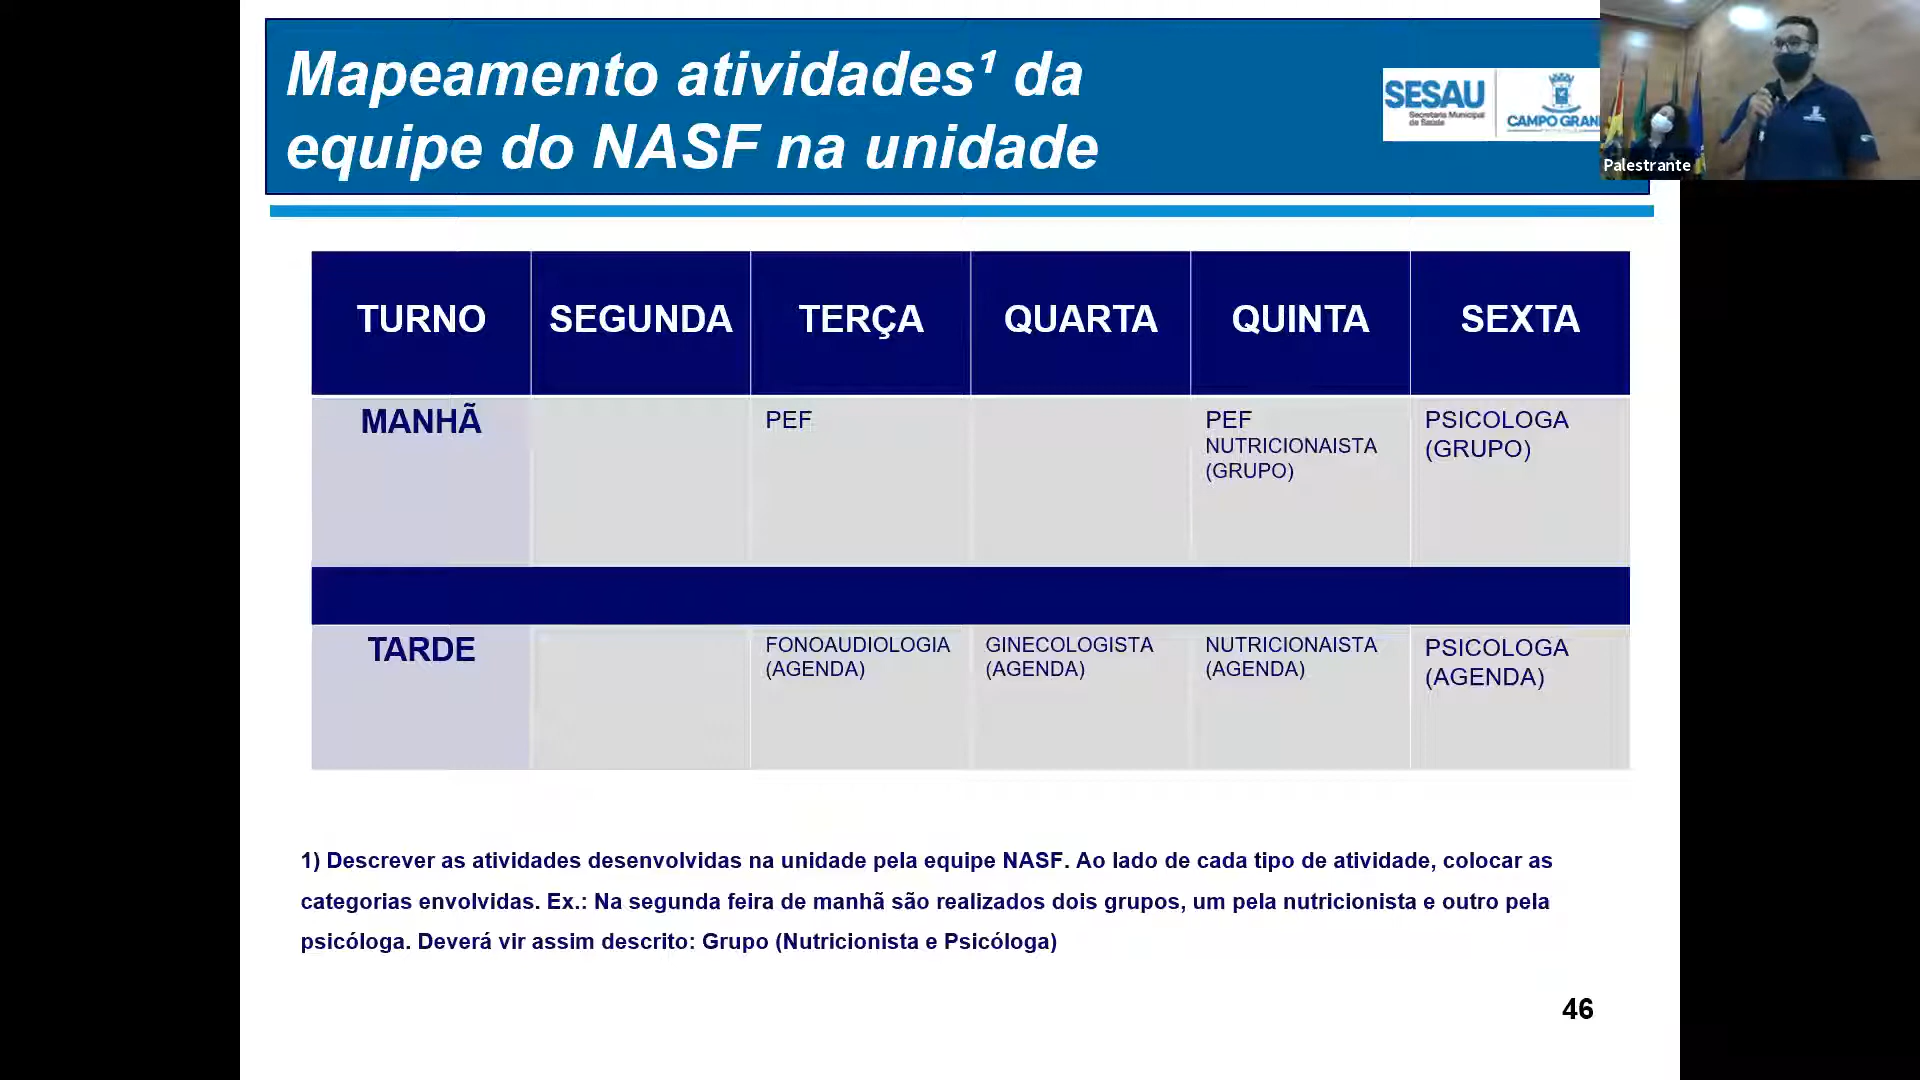 Mapeamento atividades¹ da
equipe do NASF na unidade
SESAU
Secretaria Municipal
de Saúde
CAMPO GRAN
Palestrante
TURNO SEGUNDA TERÇA QUARTA QUINTA SEXTA
MANHÃ PEF PEF PSICOLOGA
NUTRICIONAISTA (GRUPO)
(GRUPO)
TARDE FONOAUDIOLOGIA GINECOLOGISTA NUTRICIONAISTA PSICOLOGA
(AGENDA) (AGENDA) (AGENDA) (AGENDA)
1) Descrever as atividades desenvolvidas na unidade pela equipe NASF. Ao lado de cada tipo de atividade, colocar as
categorias envolvidas. Ex.: Na segunda feira de manhã são realizados dois grupos, um pela nutricionista e outro pela
psicóloga. Deverá vir assim descrito: Grupo (Nutricionista e Psicóloga)
46